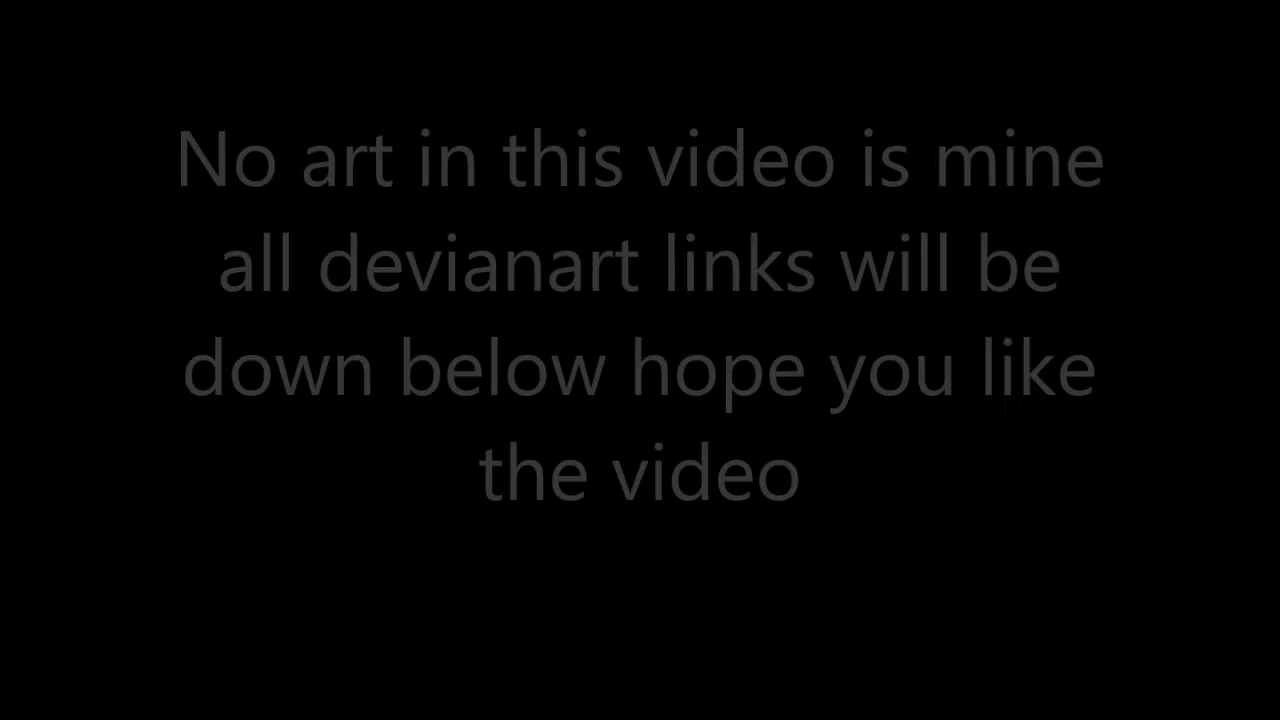 No art in this video is mine
all devianart links will be
down below hope you like
the video